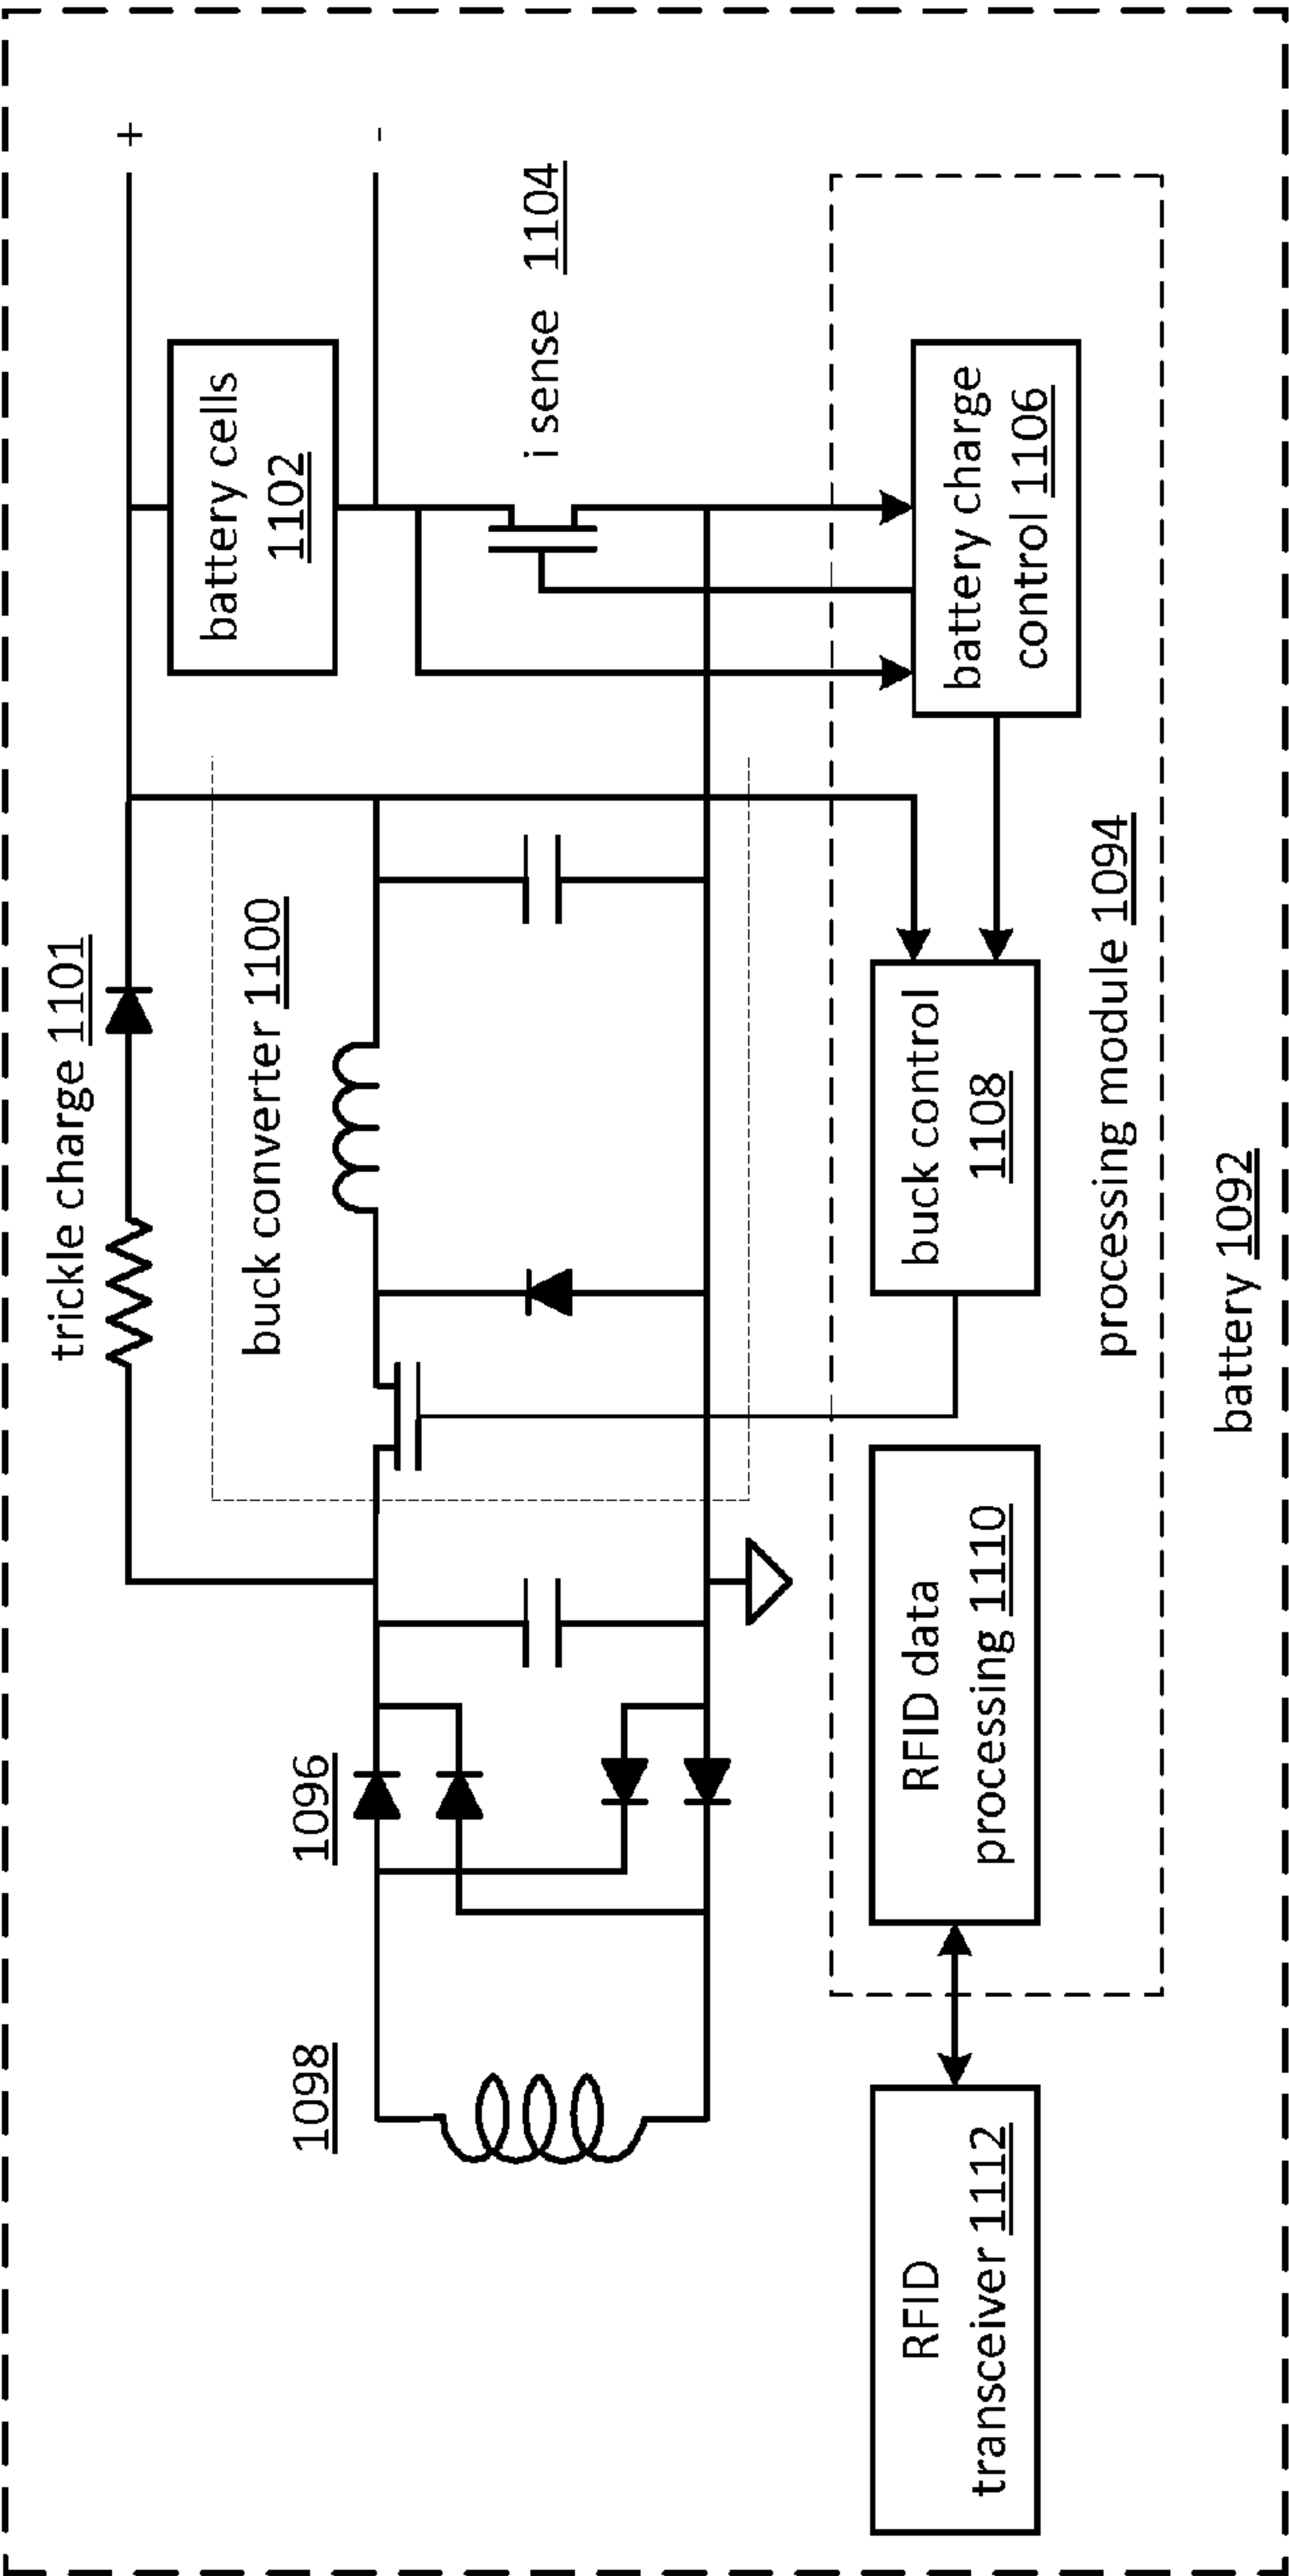 trickle charge 1101
+
buck converter 1100
battery cells
1102
-
1096
1098
i sense 1104
RFID
transceiver 1112
RFID data
processing 1110
buck control
1108
battery charge
control 1106
processing module 1094
battery 1092